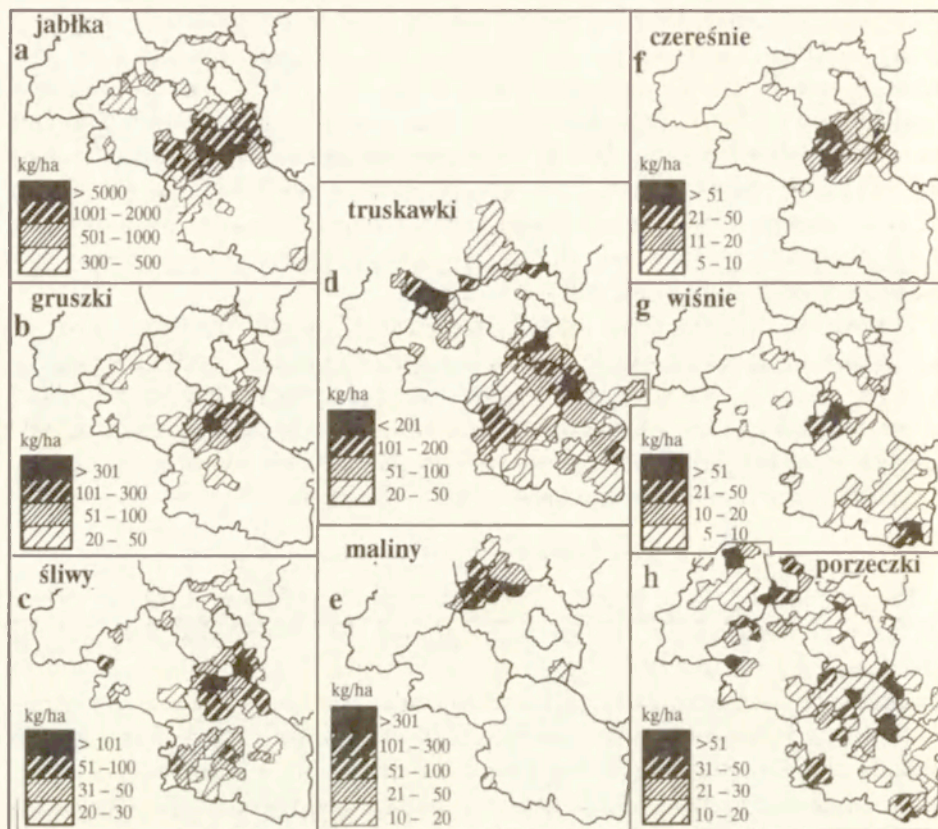 jabłka
a
kg/ha
> 5000
1001 – 2000
501 – 1000
300 – 500
gruszki
b
kg/ha
> 301
101 – 300
51 – 100
20 – 50
śliwy
c
kg/ha
> 101
51 – 100
31 – 50
20 – 30
truskawki
d
kg/ha
< 201
101 – 200
51 – 100
20 – 50
maliny
e
kg/ha
>301
101 – 300
51 – 100
21 – 50
10 – 20
czereśnie
f
kg/ha
> 51
21 – 50
11 – 20
5 – 10
wiśnie
g
kg/ha
> 51
21 – 50
10 – 20
5 – 10
porzeczki
h
kg/ha
>51
31 – 50
21 – 30
10 – 20